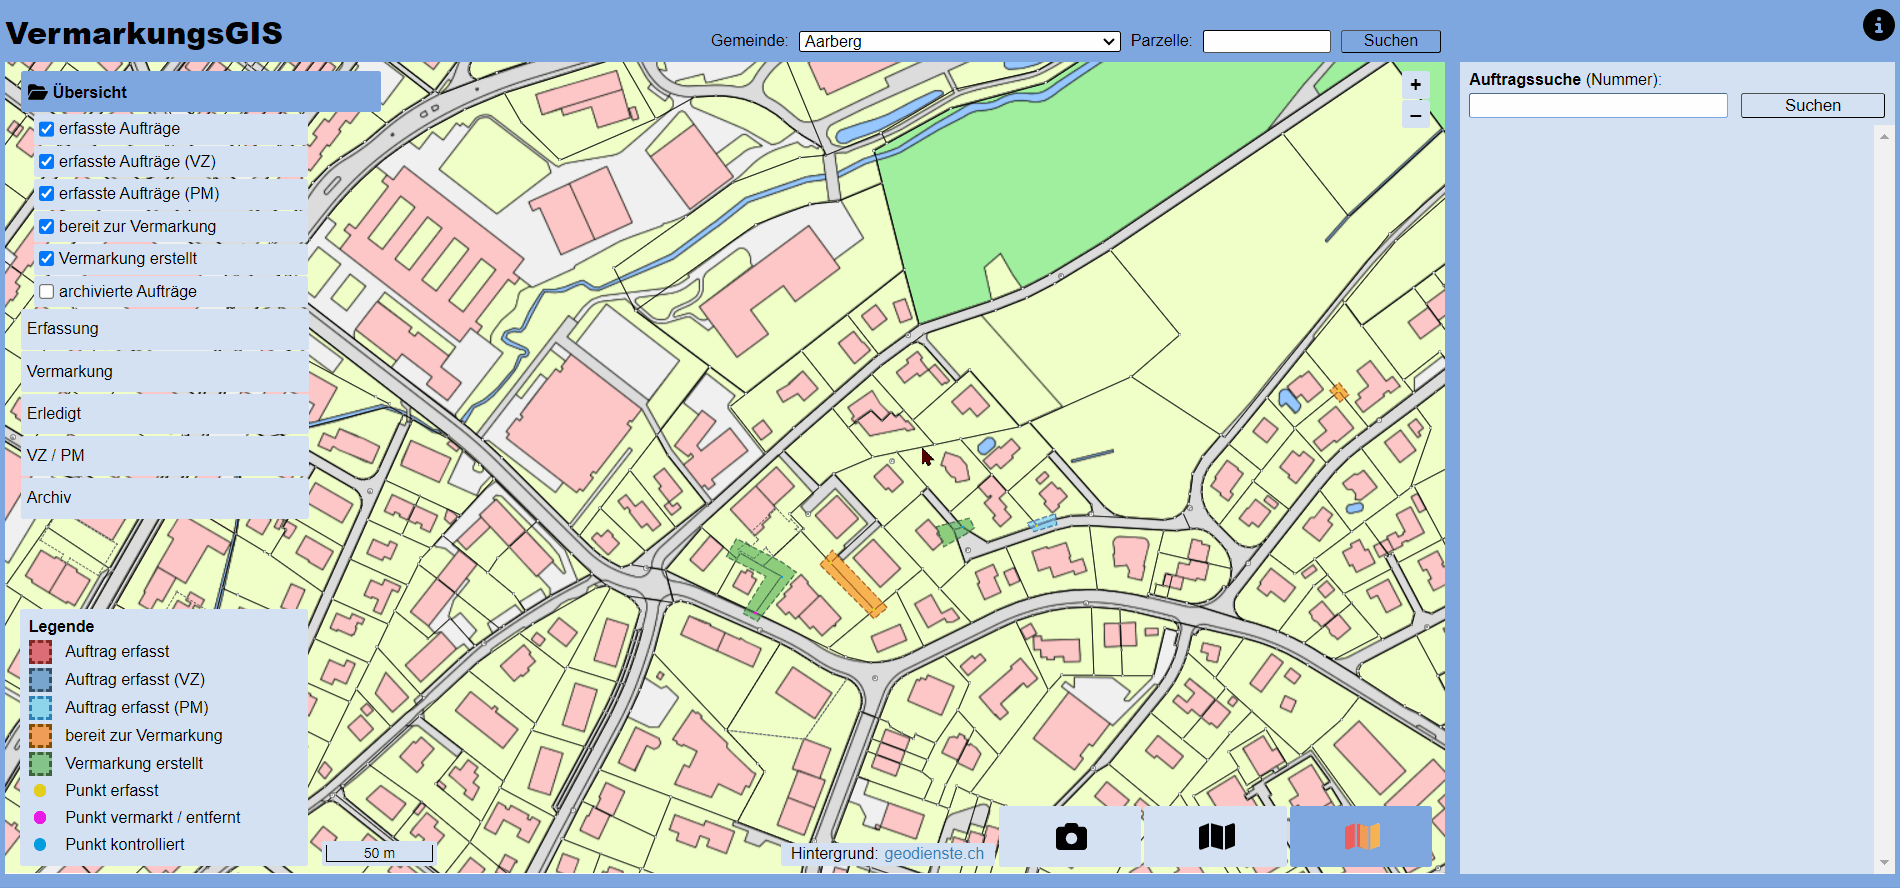 VermarkungsGIS
Gemeinde: Aarberg Parzelle: Suchen
Übersicht
erfasste Aufträge
erfasste Aufträge (VZ)
erfasste Aufträge (PM)
bereit zur Vermarkung
Vermarkung erstellt
archivierte Aufträge
Erfassung
Vermarkung
Erledigt
VZ / PM
Archiv
Legende
Auftrag erfasst
Auftrag erfasst (VZ)
Auftrag erfasst (PM)
bereit zur Vermarkung
Vermarkung erstellt
Punkt erfasst
Punkt vermarkt / entfernt
Punkt kontrolliert
50 m
Hintergrund: geodienste.ch
+
−
Auftragssuche (Nummer):
Suchen